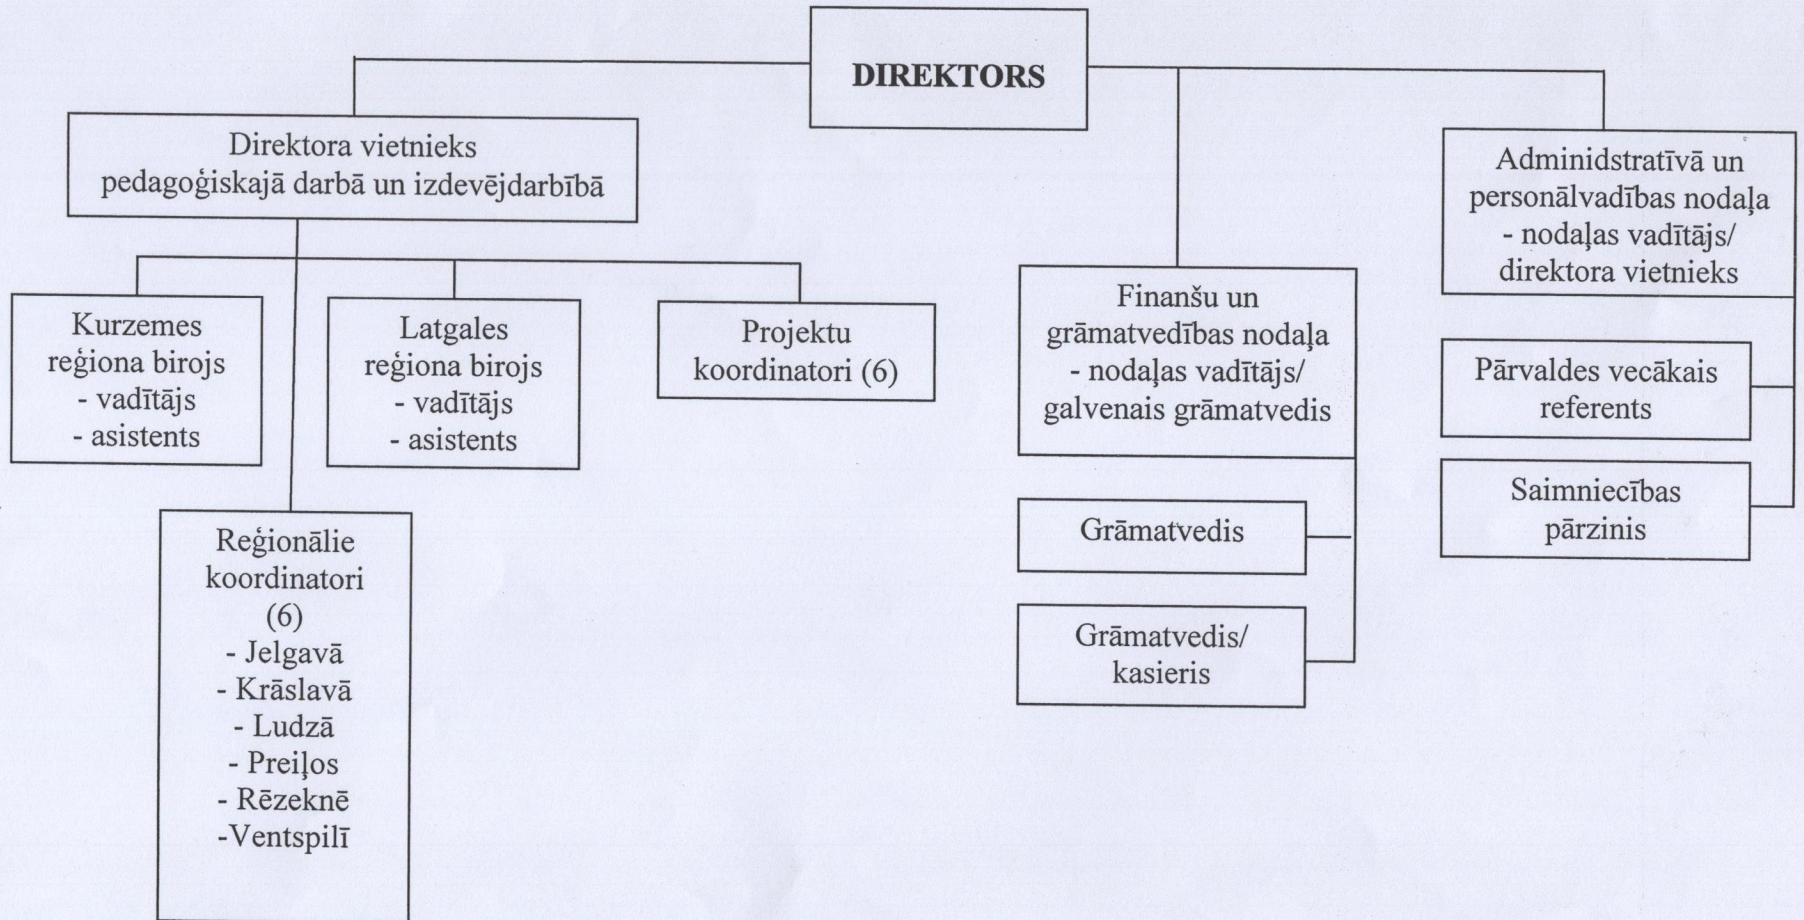 DIREKTORS
Direktora vietnieks
pedagoģiskajā darbā un izdevējdarbībā
Kurzemes
reģiona birojs
- vadītājs
- asistents
Latgales
reģiona birojs
- vadītājs
- asistents
Projektu
koordinatori (6)
Reģionālie
koordinatori
(6)
- Jelgavā
- Krāslavā
- Ludzā
- Preiļos
- Rēzeknē
-Ventspilī
Finanšu un
grāmatvedības nodaļa
- nodaļas vadītājs/
galvenais grāmatvedis
Grāmatvedis
Grāmatvedis/
kasieris
Adminidstratīvā un
personālvadības nodaļa
- nodaļas vadītājs/
direktora vietnieks
Pārvaldes vecākais
referents
Saimniecības
pārzinis